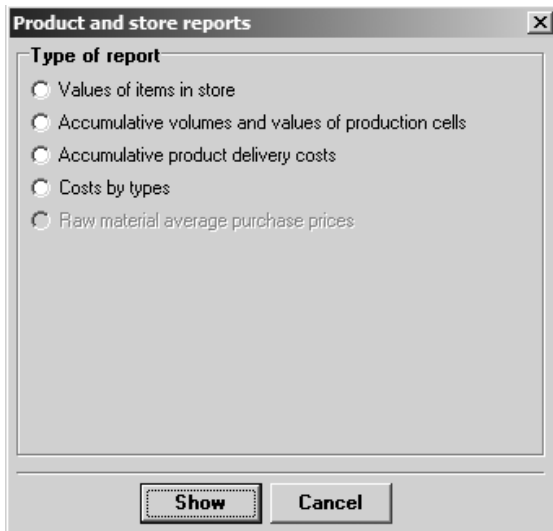 Product and store reports
Type of report
Values of items in store
Accumulative volumes and values of production cells
Accumulative product delivery costs
Costs by types
Raw material average purchase prices
Show Cancel